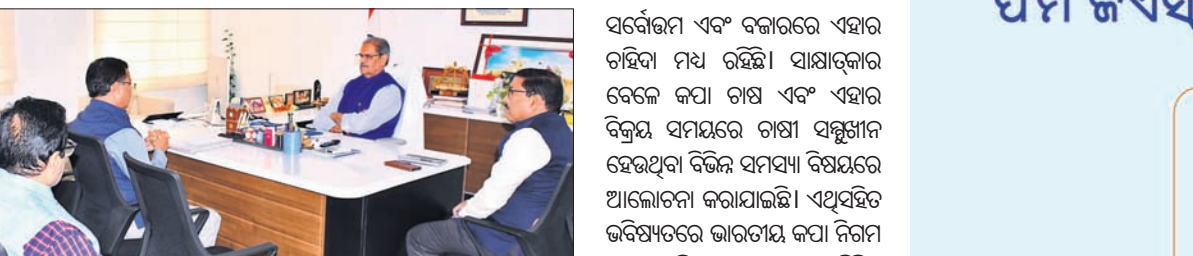 ସର୍ବୋତ୍ତମ ଏବଂ ବଜାରରେ ଏହାର
ଚାହିଦା ମଧ୍ୟ ରହିଛି। ସାକ୍ଷାତ୍‌କାର
ବେଳେ କପା ଚାଷ ଏବଂ ଏହାର
ବିକ୍ରୟ ସମୟରେ ଚାଷୀ ସମ୍ମୁଖୀନ
ହେଉଥିବା ବିଭିନ୍ନ ସମସ୍ୟା ବିଷୟରେ
ଆଲୋଚନା କରାଯାଇଛି। ଏଥିସହିତ
ଭବିଷ୍ୟତରେ ଭାରତୀୟ କପା ନିଗମ